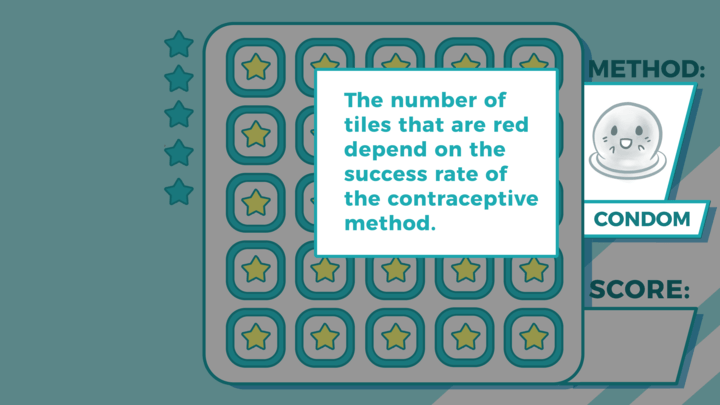 The number of
tiles that are red
depend on the
success rate of
the contraceptive
method.
METHOD:
CONDOM
SCORE: